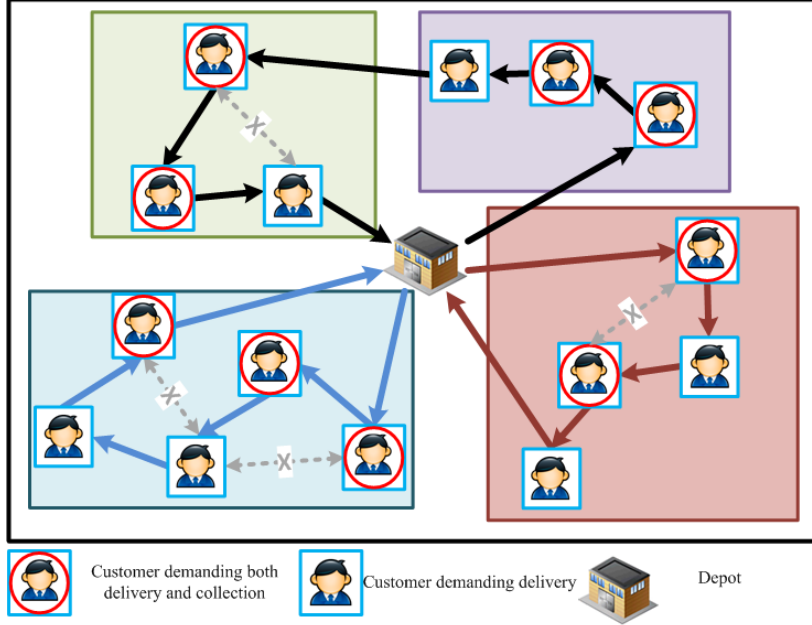 X
X
X
X
Customer demanding both
delivery and collection
Customer demanding delivery
Depot